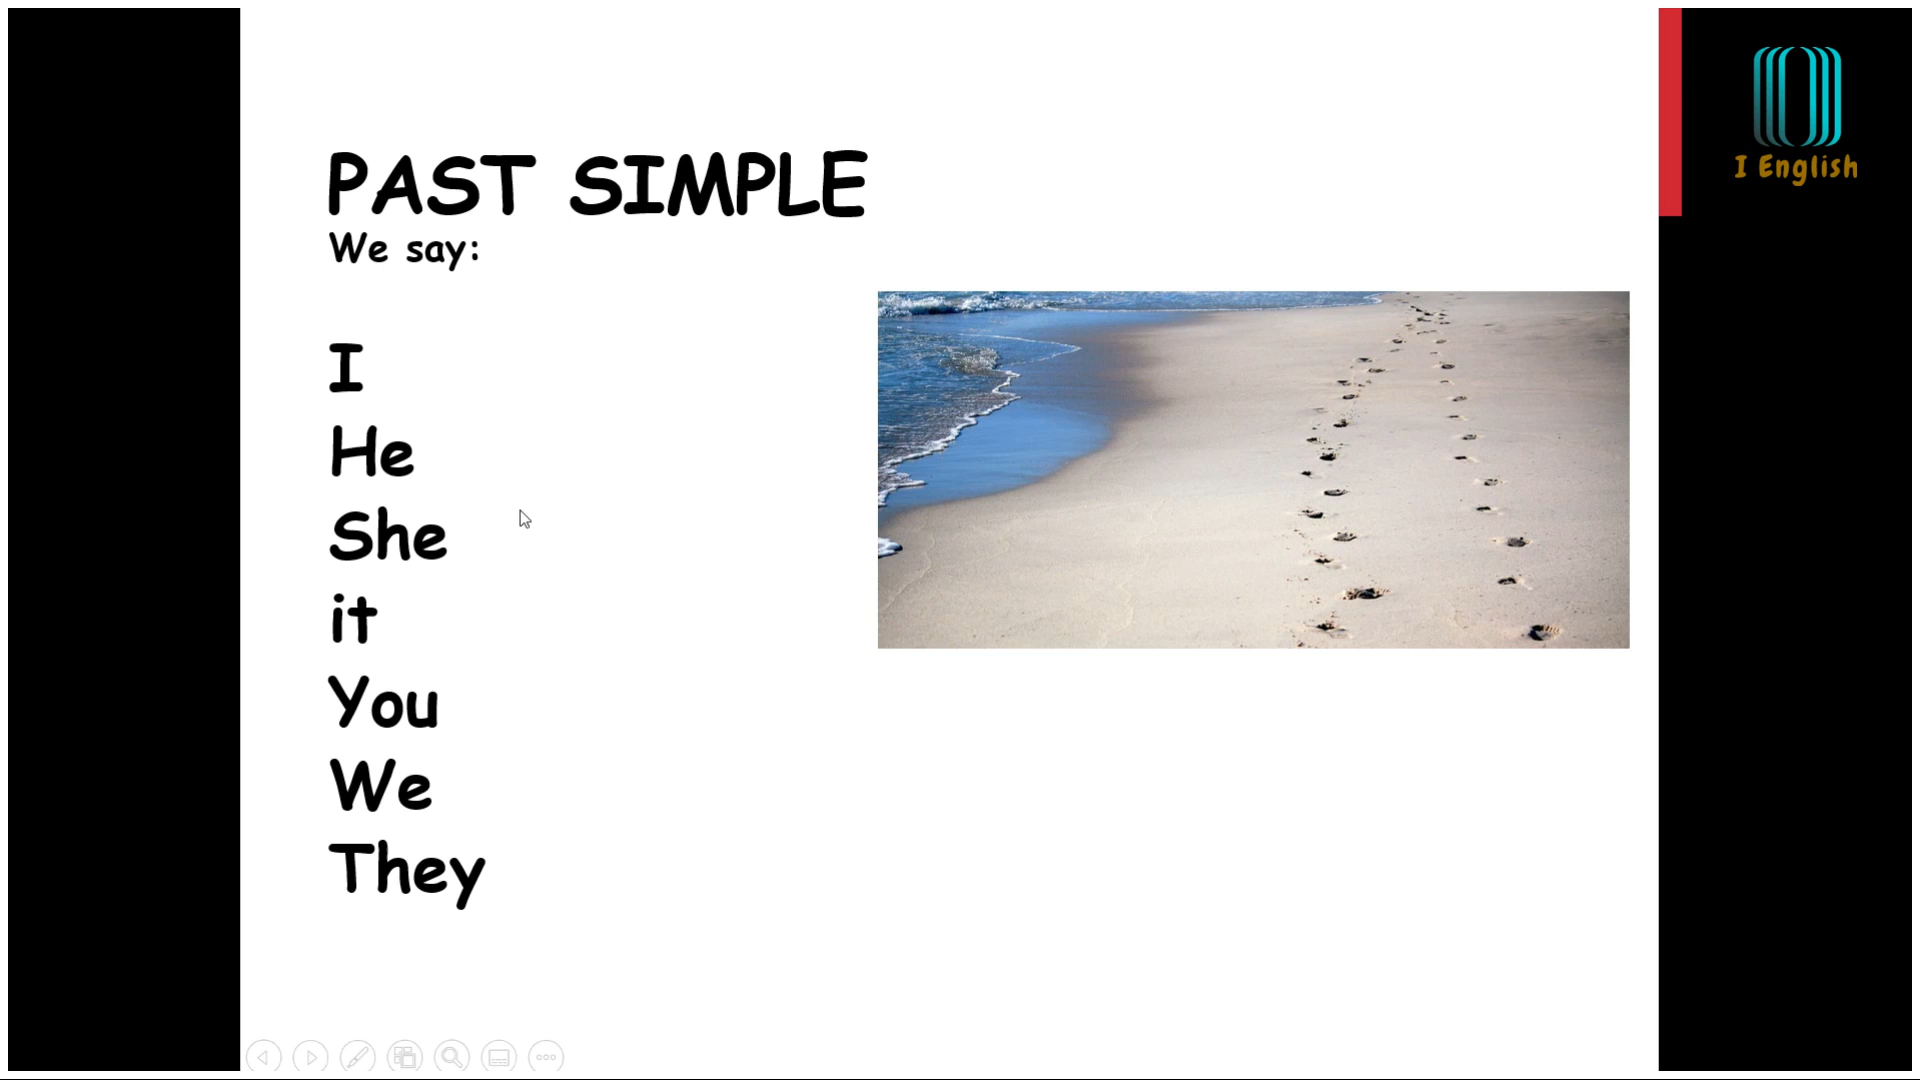 PAST SIMPLE
We say:
I
He
She
it
You
We
They
I English